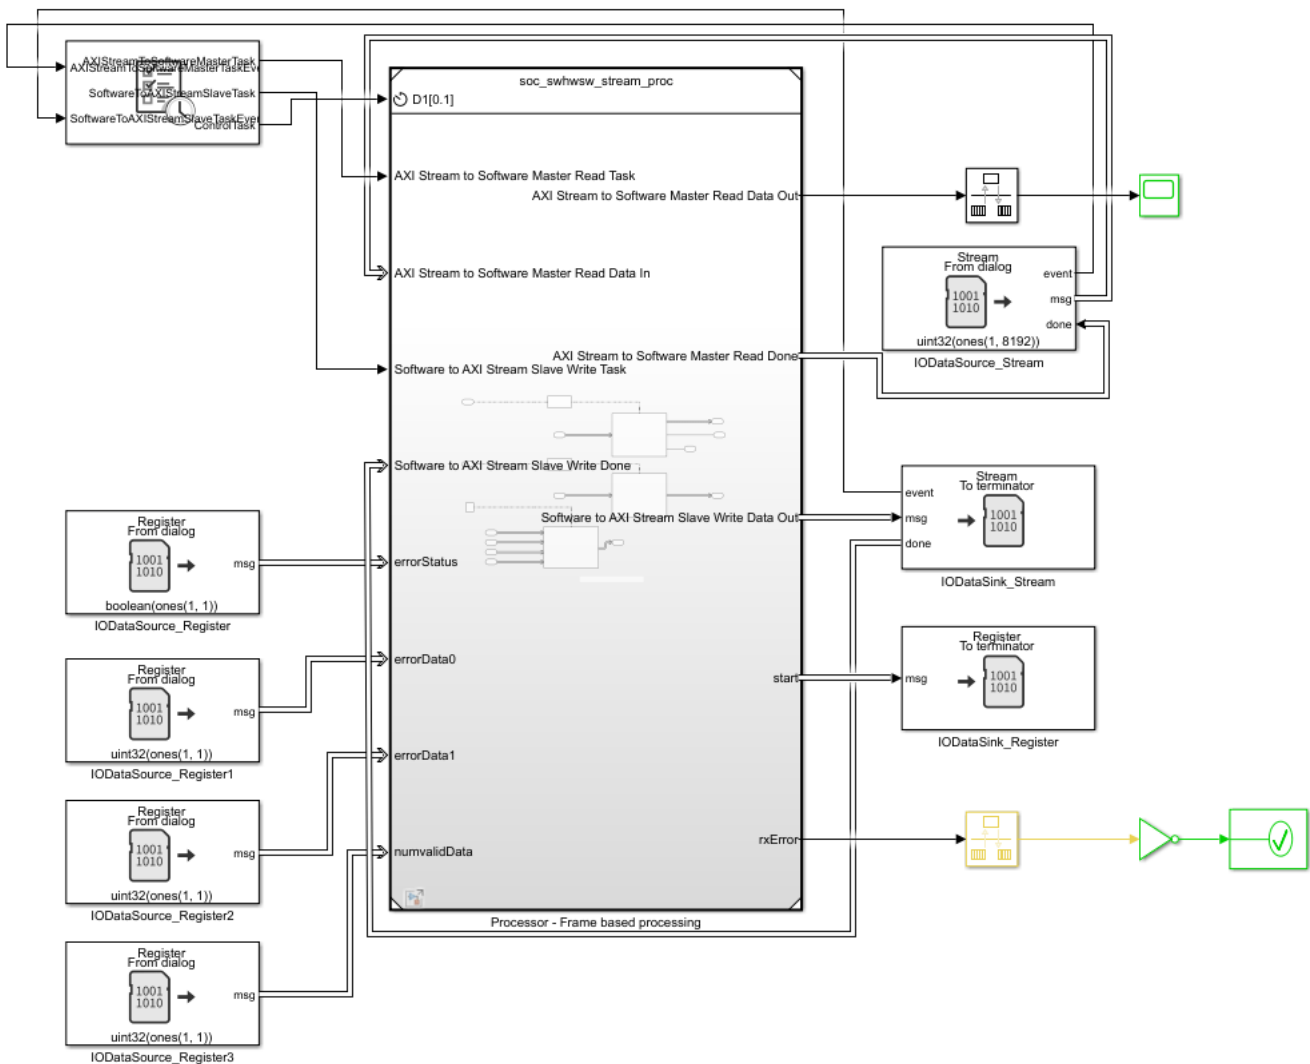 AXIStreamToSoftwareMasterTask
AXIStreamToSoftwareMasterTaskEve
SoftwareToAXIStreamSlaveTask
SoftwareToAXIStreamSlaveTaskEver
ControlTask
soc_swhwsw_stream_proc
D1[0.1]
AXI Stream to Software Master Read Task
AXI Stream to Software Master Read Data Out
AXI Stream to Software Master Read Data In
AXI Stream to Software Master Read Done
Software to AXI Stream Slave Write Task
Software to AXI Stream Slave Write Done
Software to AXI Stream Slave Write Data Out
errorStatus
errorData0
start
errorData1
rxError
numvalidData
Processor - Frame based processing
Stream
From dialog
event
1001
1010
msg
done
uint32(ones(1, 8192))
IODataSource_Stream
Stream
To terminator
event
1001
1010
msg
done
IODataSink_Stream
Register
To terminator
1001
1010
msg
IODataSink_Register
Register
From dialog
1001
1010
msg
boolean(ones(1, 1))
IODataSource_Register
Register
From dialog
1001
1010
msg
uint32(ones(1, 1))
IODataSource_Register1
Register
From dialog
1001
1010
msg
uint32(ones(1, 1))
IODataSource_Register2
Register
From dialog
1001
1010
msg
uint32(ones(1, 1))
IODataSource_Register3